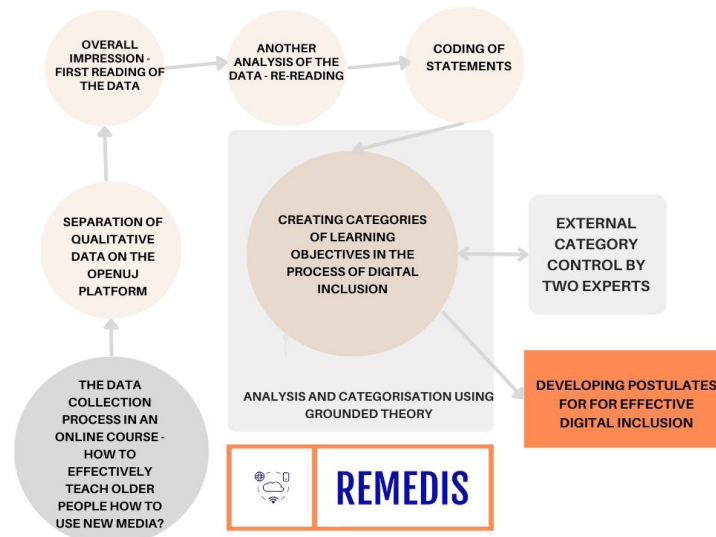 OVERALL
IMPRESSION -
FIRST READING OF
THE DATA
ANOTHER
ANALYSIS OF THE
DATA - RE-READING
CODING OF
STATEMENTS
SEPARATION OF
QUALITATIVE
DATA ON THE
OPENUJ
PLATFORM
CREATING CATEGORIES
OF LEARNING
OBJECTIVES IN THE
PROCESS OF DIGITAL
INCLUSION
EXTERNAL
CATEGORY
CONTROL BY
TWO EXPERTS
THE DATA
COLLECTION
PROCESS IN AN
ONLINE COURSE -
HOW TO
EFFECTIVELY
TEACH OLDER
PEOPLE HOW TO
USE NEW MEDIA?
ANALYSIS AND CATEGORISATION USING
GROUNDED THEORY
DEVELOPING POSTULATES
FOR FOR EFFECTIVE
DIGITAL INCLUSION
REMEDIS